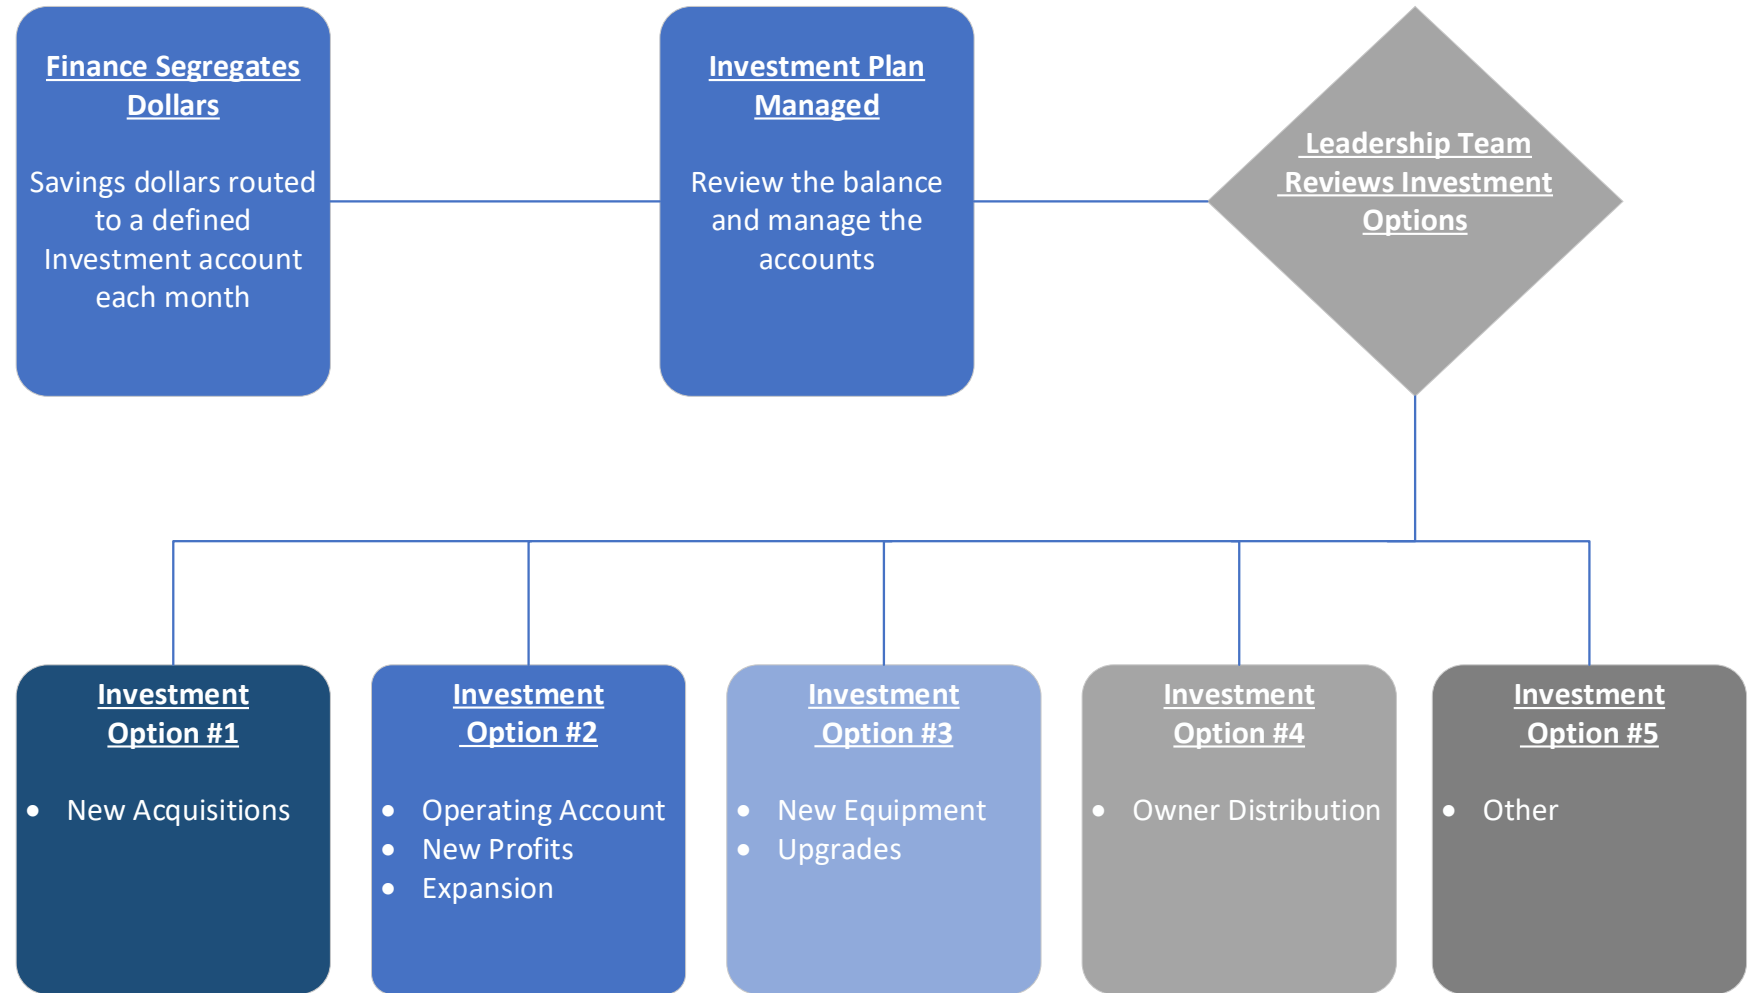 Finance Segregates
Dollars
Savings dollars routed
to a defined
Investment account
each month
Investment Plan
Managed
Review the balance
and manage the
accounts
Leadership Team
Reviews Investment
Options
Investment
Option #1
• New Acquisitions
Investment
Option #2
• Operating Account
• New Profits
• Expansion
Investment
Option #3
• New Equipment
• Upgrades
Investment
Option #4
• Owner Distribution
Investment
Option #5
• Other